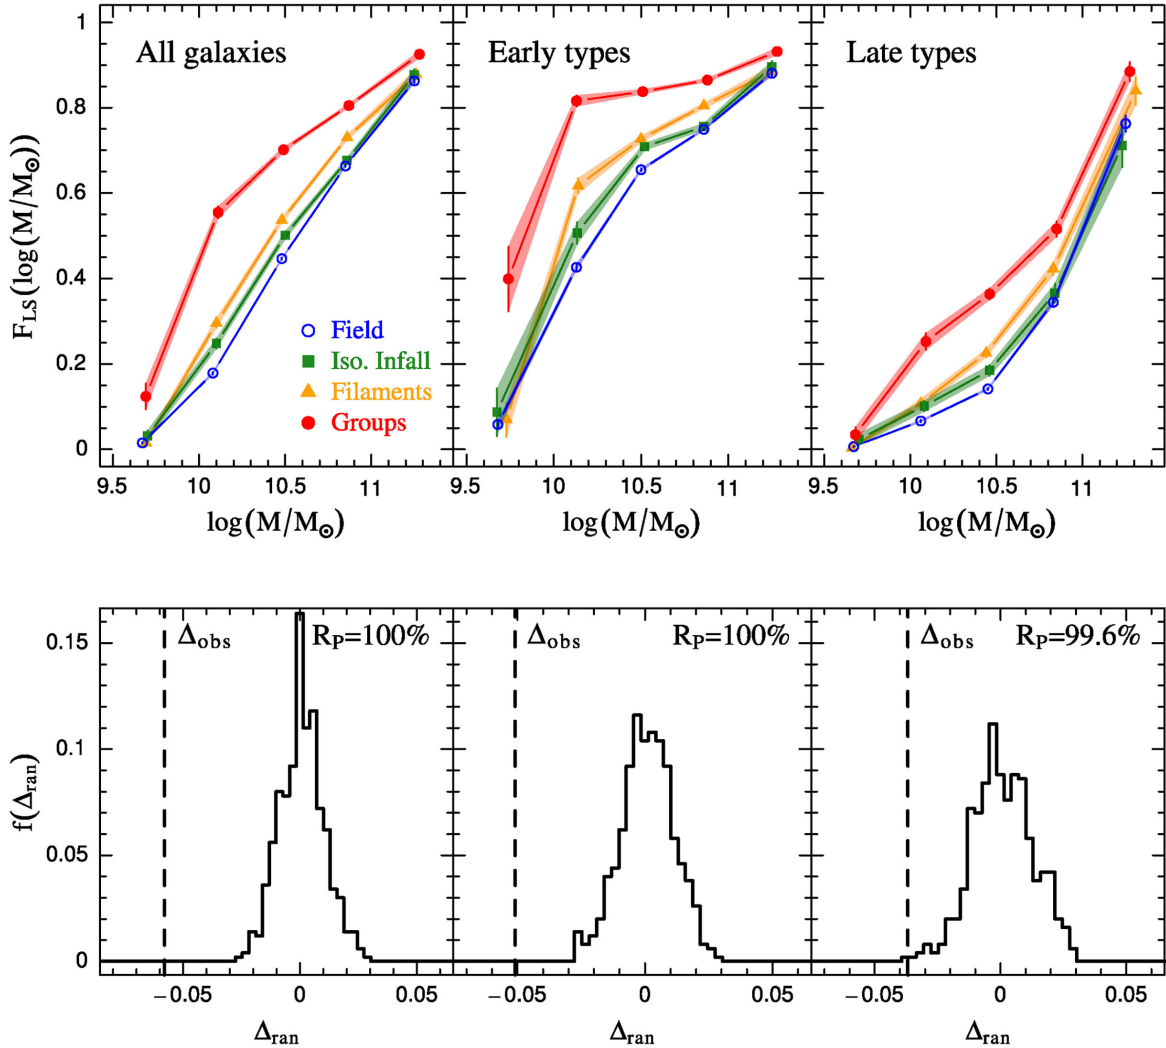 All galaxies
Early types
Late types
F_LS(log(M/M⊙))
1
0.8
0.6
0.4
0.2
0
Field
Iso. Infall
Filaments
Groups
9.5 10 10.5 11
9.5 10 10.5 11
9.5 10 10.5 11
log(M/M⊙)
log(M/M⊙)
log(M/M⊙)
f(Δ_ran)
0.15
0.1
0.05
0
Δ_obs R_P=100%
Δ_obs R_P=100%
Δ_obs R_P=99.6%
−0.05 0 0.05
−0.05 0 0.05
−0.05 0 0.05
Δ_ran
Δ_ran
Δ_ran